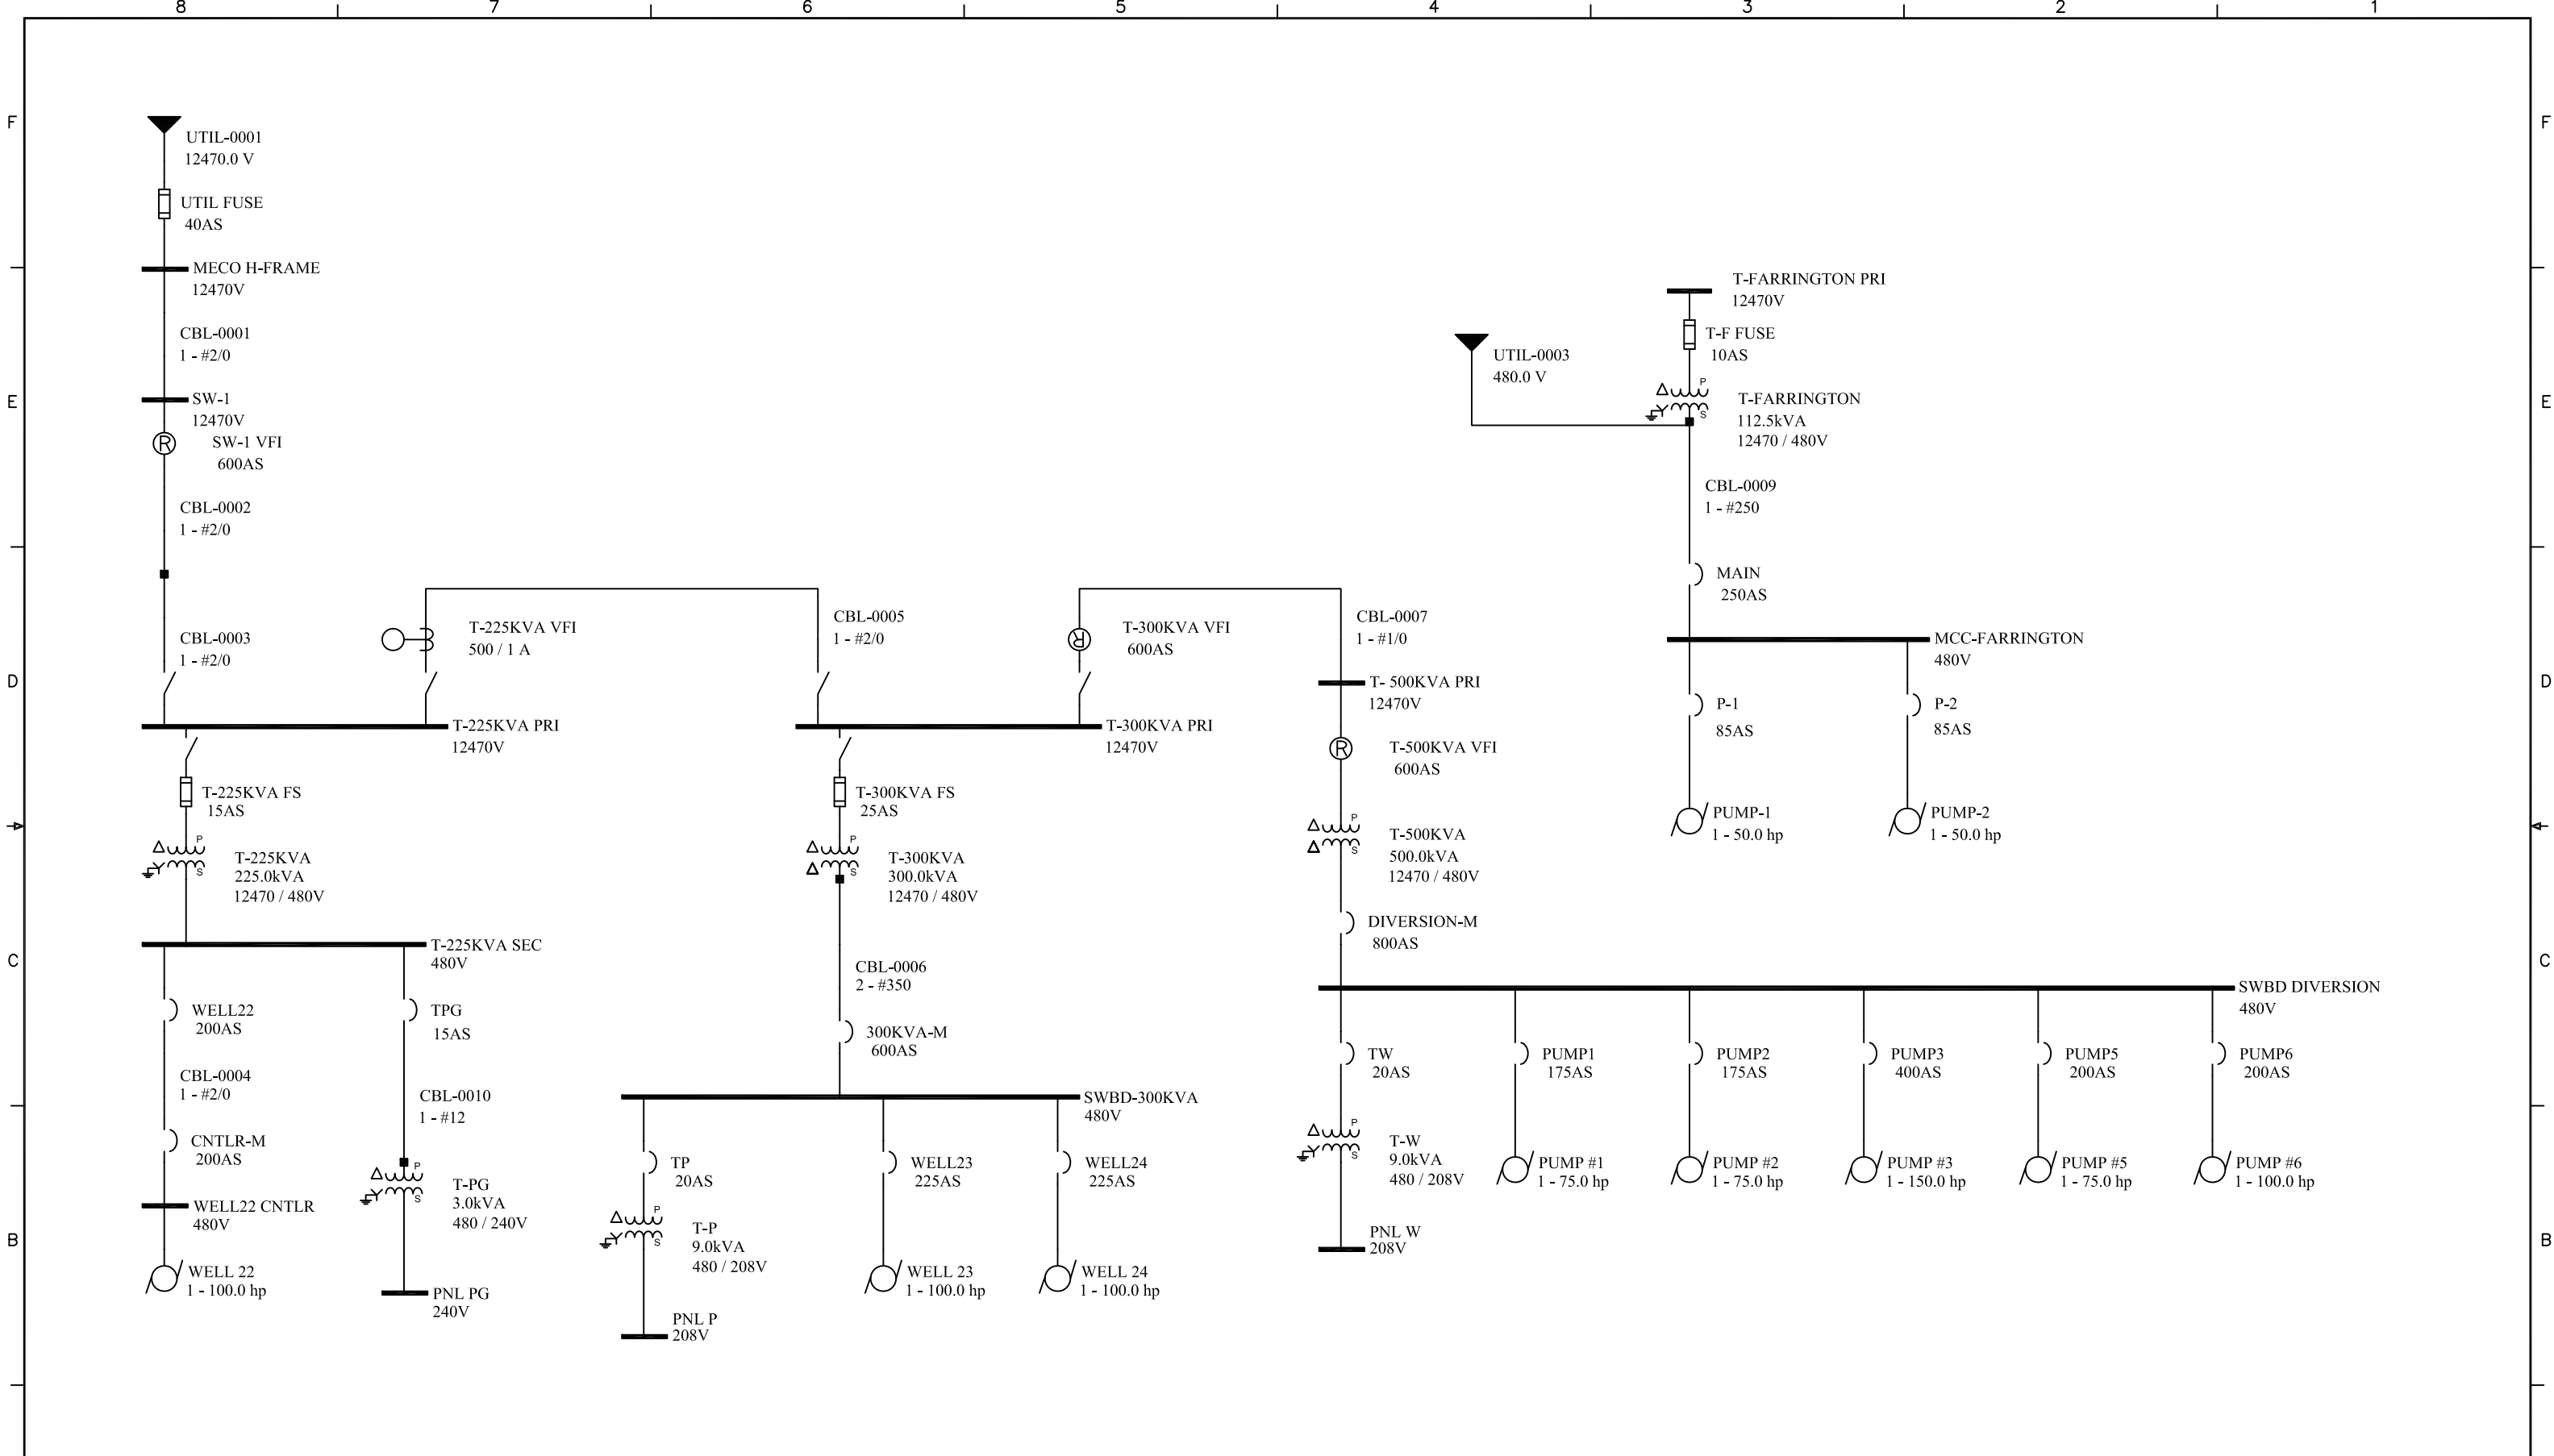 8 7 6 5 4 3 2 1
F
F
UTIL-0001
12470.0 V
UTIL FUSE
40AS
MECO H-FRAME
12470V
CBL-0001
1 - #2/0
E
SW-1
12470V
R
SW-1 VFI
600AS
CBL-0002
1 - #2/0
CBL-0003
1 - #2/0
T-225KVA VFI
500 / 1 A
D
T-225KVA PRI
12470V
T-225KVA FS
15AS
P
S
T-225KVA
225.0kVA
12470 / 480V
C
T-225KVA SEC
480V
WELL22
200AS
TPG
15AS
CBL-0004
1 - #2/0
CBL-0010
1 - #12
CNTLR-M
200AS
P
S
T-PG
3.0kVA
480 / 240V
WELL22 CNTLR
480V
B
WELL 22
1 - 100.0 hp
PNL PG
240V
CBL-0005
1 - #2/0
R
T-300KVA VFI
600AS
T-300KVA PRI
12470V
T-300KVA FS
25AS
P
S
T-300KVA
300.0kVA
12470 / 480V
CBL-0006
2 - #350
300KVA-M
600AS
SWBD-300KVA
480V
TP
20AS
WELL23
225AS
WELL24
225AS
P
S
T-P
9.0kVA
480 / 208V
WELL 23
1 - 100.0 hp
WELL 24
1 - 100.0 hp
PNL P
208V
CBL-0007
1 - #1/0
T- 500KVA PRI
12470V
R
T-500KVA VFI
600AS
P
S
T-500KVA
500.0kVA
12470 / 480V
DIVERSION-M
800AS
SWBD DIVERSION
480V
TW
20AS
PUMP1
175AS
PUMP2
175AS
PUMP3
400AS
PUMP5
200AS
PUMP6
200AS
P
S
T-W
9.0kVA
480 / 208V
PUMP #1
1 - 75.0 hp
PUMP #2
1 - 75.0 hp
PUMP #3
1 - 150.0 hp
PUMP #5
1 - 75.0 hp
PUMP #6
1 - 100.0 hp
PNL W
208V
T-FARRINGTON PRI
12470V
T-F FUSE
10AS
UTIL-0003
480.0 V
P
S
T-FARRINGTON
112.5kVA
12470 / 480V
CBL-0009
1 - #250
MAIN
250AS
MCC-FARRINGTON
480V
P-1
85AS
P-2
85AS
PUMP-1
1 - 50.0 hp
PUMP-2
1 - 50.0 hp
E
D
C
B